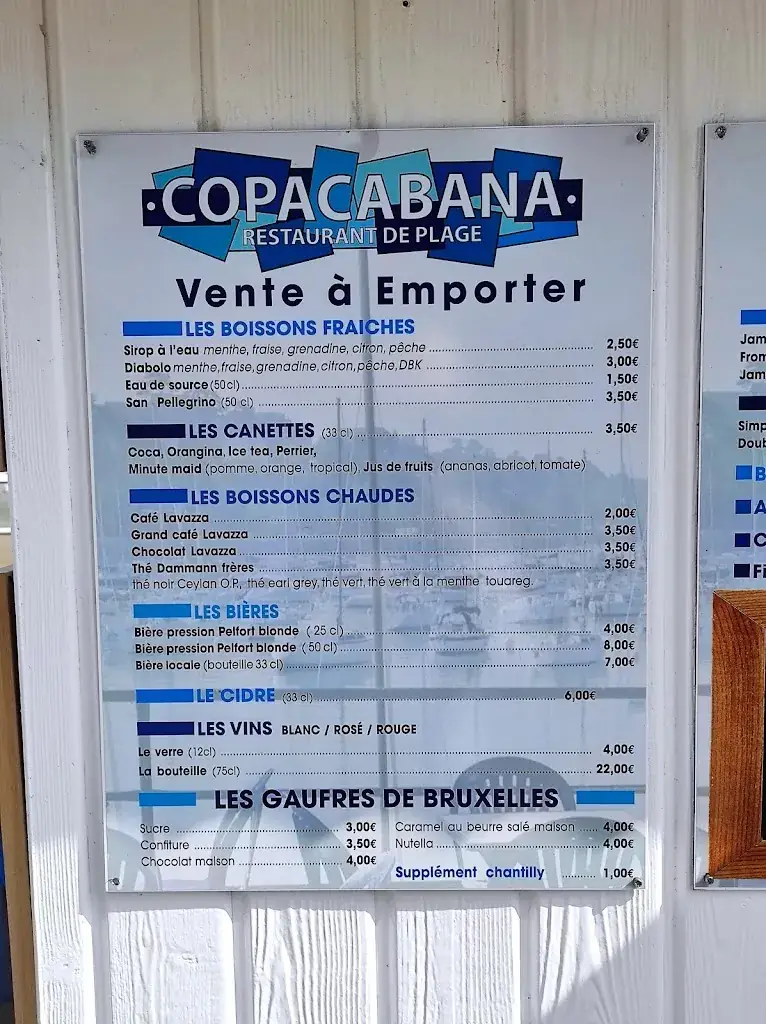 COPACABANA
RESTAURANT DE PLAGE
Vente à Emporter
LES BOISSONS FRAICHES
Sirop à l'eau menthe, fraise, grenadine, citron, pêche 2,50€
Diabolo menthe, fraise, grenadine, citron, pêche, DBK 3,00€
Eau de source (50cl) 1,50€
San Pellegrino (50 cl) 3,50€
LES CANETTES (33 cl) 3,50€
Coca, Orangina, Ice tea, Perrier,
Minute maid (pomme, orange, tropical), Jus de fruits (ananas, abricot, tomate)
LES BOISSONS CHAUDES
Café Lavazza 2,00€
Grand café Lavazza 3,50€
Chocolat Lavazza 3,50€
Thé Dammann frères 3,50€
thé noir Ceylan O.P., thé earl grey, thé vert, thé vert à la menthe touareg.
LES BIÈRES
Bière pression Pelfort blonde (25 cl) 4,00€
Bière pression Pelfort blonde (50 cl) 8,00€
Bière locale (bouteille 33 cl) 7,00€
LE CIDRE (33 cl) 6,00€
LES VINS BLANC / ROSÉ / ROUGE
Le verre (12cl) 4,00€
La bouteille (75cl) 22,00€
LES GAUFRES DE BRUXELLES
Sucre 3,00€
Confiture 3,50€
Chocolat maison 4,00€
Caramel au beurre salé maison 4,00€
Nutella 4,00€
Supplément chantilly 1,00€
Jam
From
Jam
Simp
Doub
B
A
C
Fi